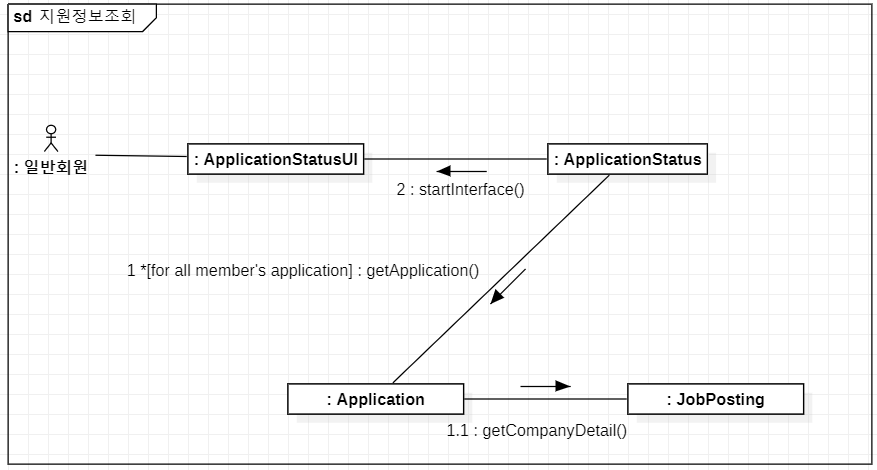 sd 지원정보조회
: 일반회원
: ApplicationStatusUI
: ApplicationStatus
2 : startInterface()
1 *[for all member's application] : getApplication()
: Application
: JobPosting
1.1 : getCompanyDetail()